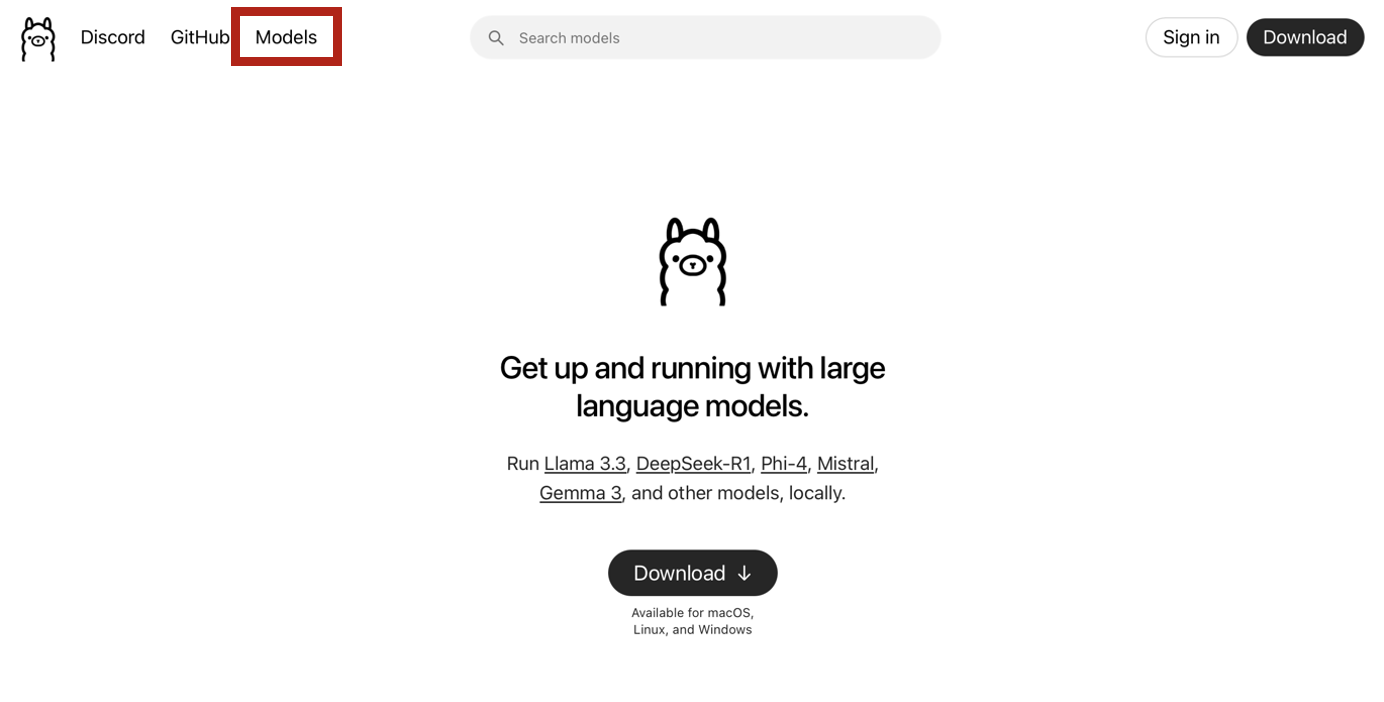 Discord GitHub Models Search models Sign in Download
Get up and running with large
language models.
Run Llama 3.3, DeepSeek-R1, Phi-4, Mistral,
Gemma 3, and other models, locally.
Download ↓
Available for macOS,
Linux, and Windows